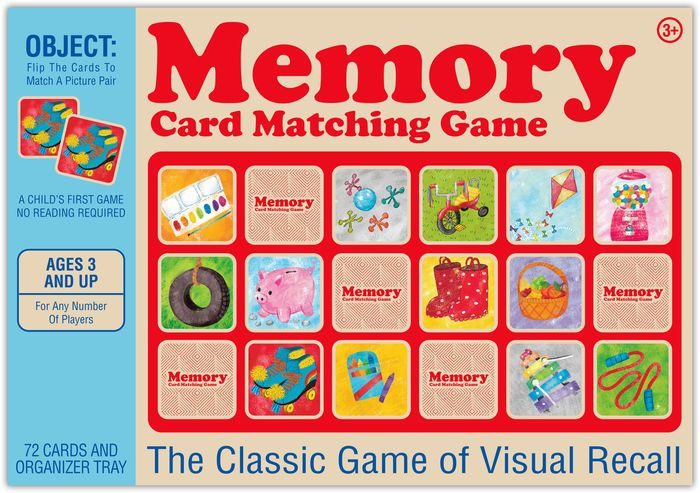 OBJECT:
Flip The Cards To
Match A Picture Pair
A CHILD'S FIRST GAME
NO READING REQUIRED
AGES 3
AND UP
For Any Number
Of Players
72 CARDS AND
ORGANIZER TRAY
Memory
Card Matching Game
3+
Memory
Card Matching Game
Memory
Card Matching Game
Memory
Card Matching Game
Memory
Card Matching Game
Memory
Card Matching Game
The Classic Game of Visual Recall